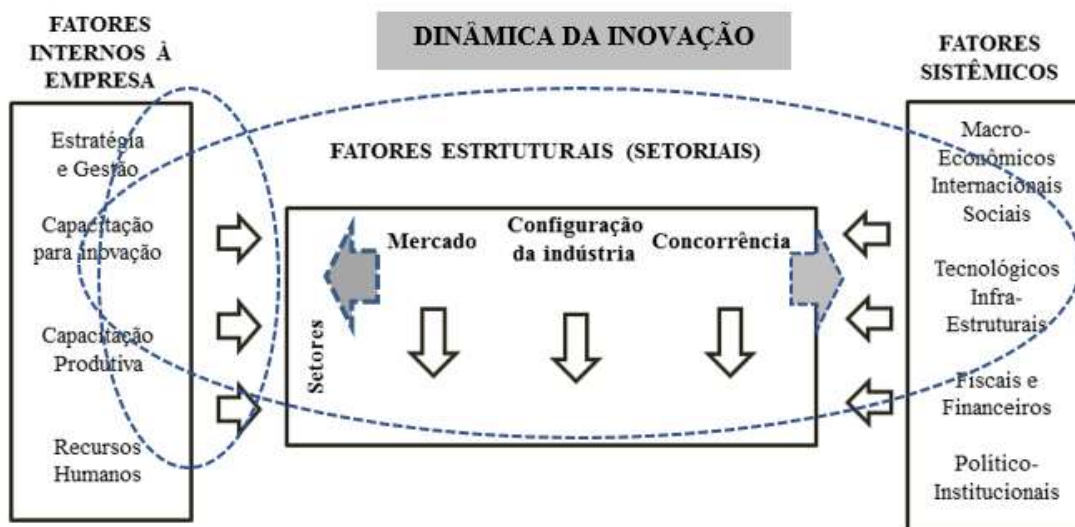 FATORES
INTERNOS À
EMPRESA
Estratégia
e Gestão
Capacitação
para Inovação
Capacitação
Produtiva
Recursos
Humanos
DINÂMICA DA INOVAÇÃO
FATORES ESTRTUTURAIS (SETORIAIS)
Mercado
Configuração
da indústria
Concorrência
Setores
FATORES
SISTÊMICOS
Macro-
Econômicos
Internacionais
Sociais
Tecnológicos
Infra-
Estruturais
Fiscais e
Financeiros
Político-
Institucionais